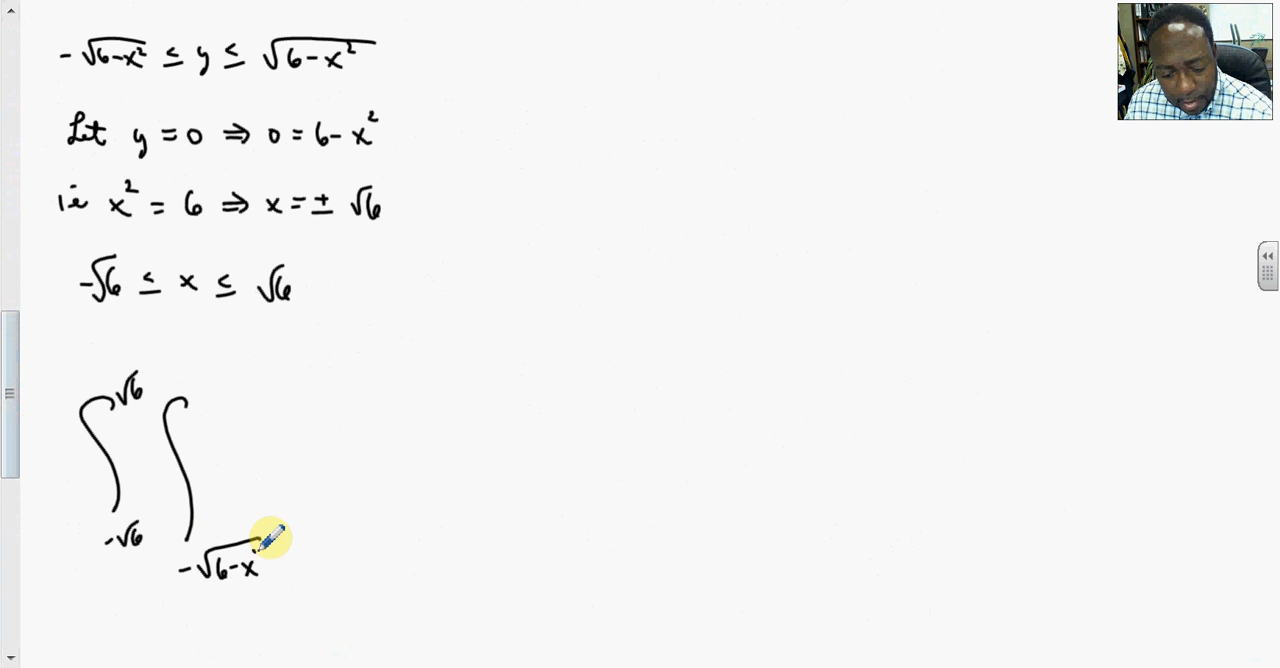 -√6-x² ≤ y ≤ √6-x²
Let y = 0 ⇒ 0 = 6 - x²
ie x² = 6 ⇒ x = ± √6
-√6 ≤ x ≤ √6
√6
∫ ∫
-√6
-√6-x